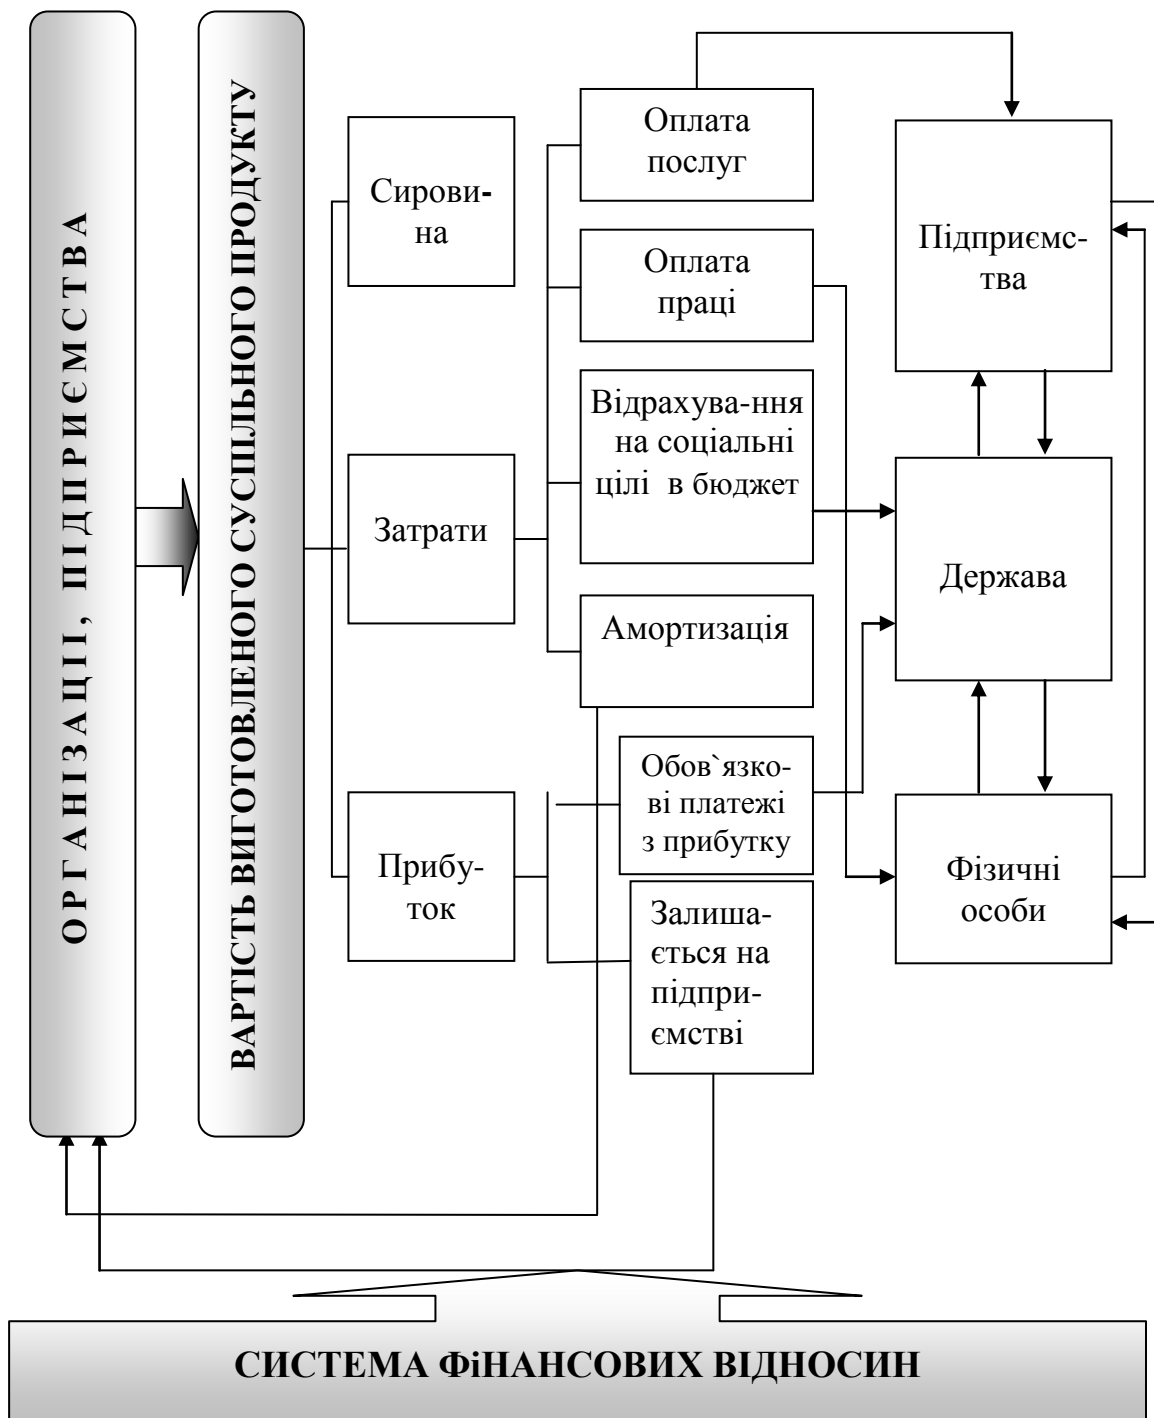 ОРГАНІЗАЦІІ, ПІДПРИЄМСТВА
ВАРТІСТЬ ВИГОТОВЛЕНОГО СУСПІЛЬНОГО ПРОДУКТУ
Сирови-
на
Затрати
Прибу-
ток
Оплата
послуг
Оплата
праці
Відрахува-ння
на соціальні
цілі в бюджет
Амортизація
Обов`язко-
ві платежі
з прибутку
Залиша-
ється на
підпри-
ємстві
Підприємс-
тва
Держава
Фізичні
особи
СИСТЕМА ФіНАНСОВИХ ВІДНОСИН